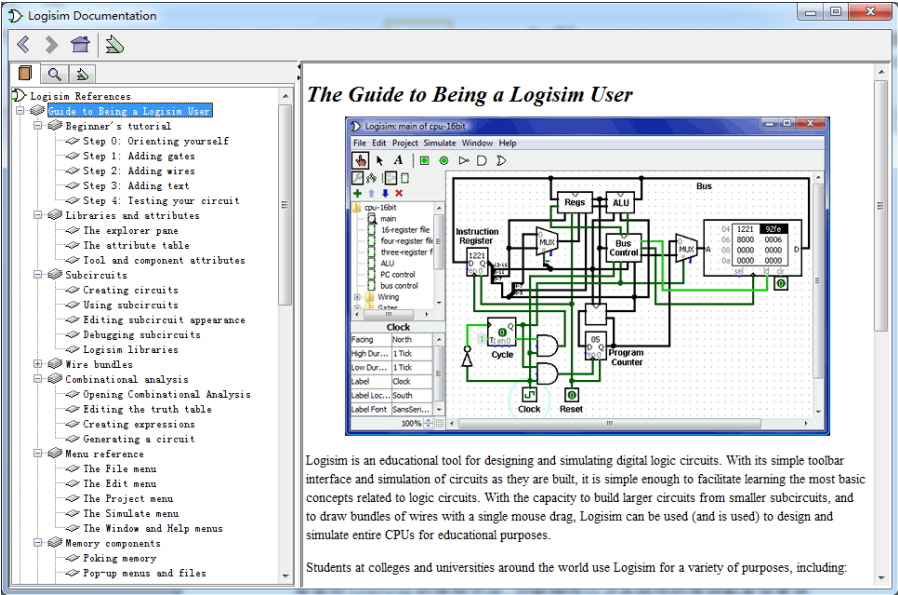 Logisim Documentation
Logisim References
Guide to Being a Logisim User
Beginner's tutorial
Step 0: Orienting yourself
Step 1: Adding gates
Step 2: Adding wires
Step 3: Adding text
Step 4: Testing your circuit
Libraries and attributes
The explorer pane
The attribute table
Tool and component attributes
Subcircuits
Creating circuits
Using subcircuits
Editing subcircuit appearance
Debugging subcircuits
Logisim libraries
Wire bundles
Combinational analysis
Opening Combinational Analysis
Editing the truth table
Creating expressions
Generating a circuit
Menu reference
The File menu
The Edit menu
The Project menu
The Simulate menu
The Window and Help menus
Memory components
Poking memory
Pop-up menus and files
The Guide to Being a Logisim User
Logisim: main of cpu-16bit
File Edit Project Simulate Window Help
A
cpu-16bit
main
16-register file
four-register file
three-register f
ALU
PC control
bus control
Wiring
Gates
Clock
Facing North
High Dur... 1 Tick
Low Dur... 1 Tick
Label Clock
Label Loc... South
Label Font SansSeri...
100%
Bus
Regs
ALU
Instruction
Register
1221
D Q
MUX
Bus
Control
MUX
A
D
04 1221 92fe
06 0000 0006
08 0000 0000
0a 0000 0000
sel ld clr
0
Q
0
Cycle
05
D Q
Program
Counter
Clock
0
Reset
Logisim is an educational tool for designing and simulating digital logic circuits. With its simple toolbar
interface and simulation of circuits as they are built, it is simple enough to facilitate learning the most basic
concepts related to logic circuits. With the capacity to build larger circuits from smaller subcircuits, and
to draw bundles of wires with a single mouse drag, Logisim can be used (and is used) to design and
simulate entire CPUs for educational purposes.
Students at colleges and universities around the world use Logisim for a variety of purposes, including: